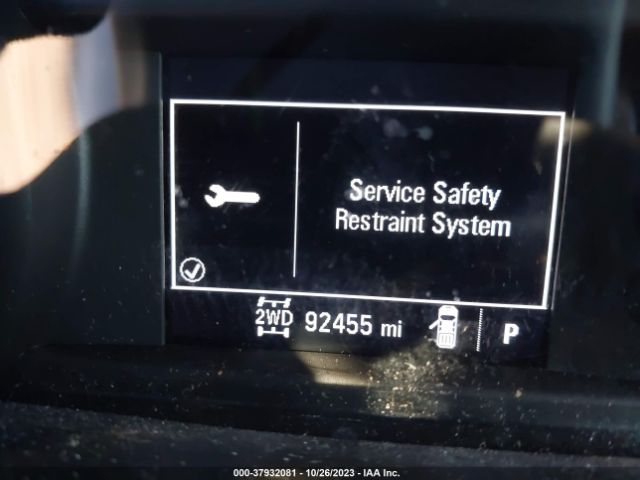 Service Safety
Restraint System
2WD 92455 mi P
000-37932081 - 10/26/2023 - IAA Inc.